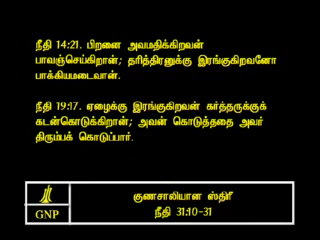 நீதி 14:21. பிறனை அவமதிக்கிறவன்
பாவஞ்செய்கிறான்; தரித்திரனுக்கு இரங்குகிறவனோ
பாக்கியமடைவான்.
நீதி 19:17. ஏழைக்கு இரங்குகிறவன் கர்த்தருக்குக்
கடன்கொடுக்கிறான்; அவன் கொடுத்ததை அவர்
திரும்பக் கொடுப்பார்.
குணசாலியான ஸ்திரீ
நீதி 31:10-31
GNP